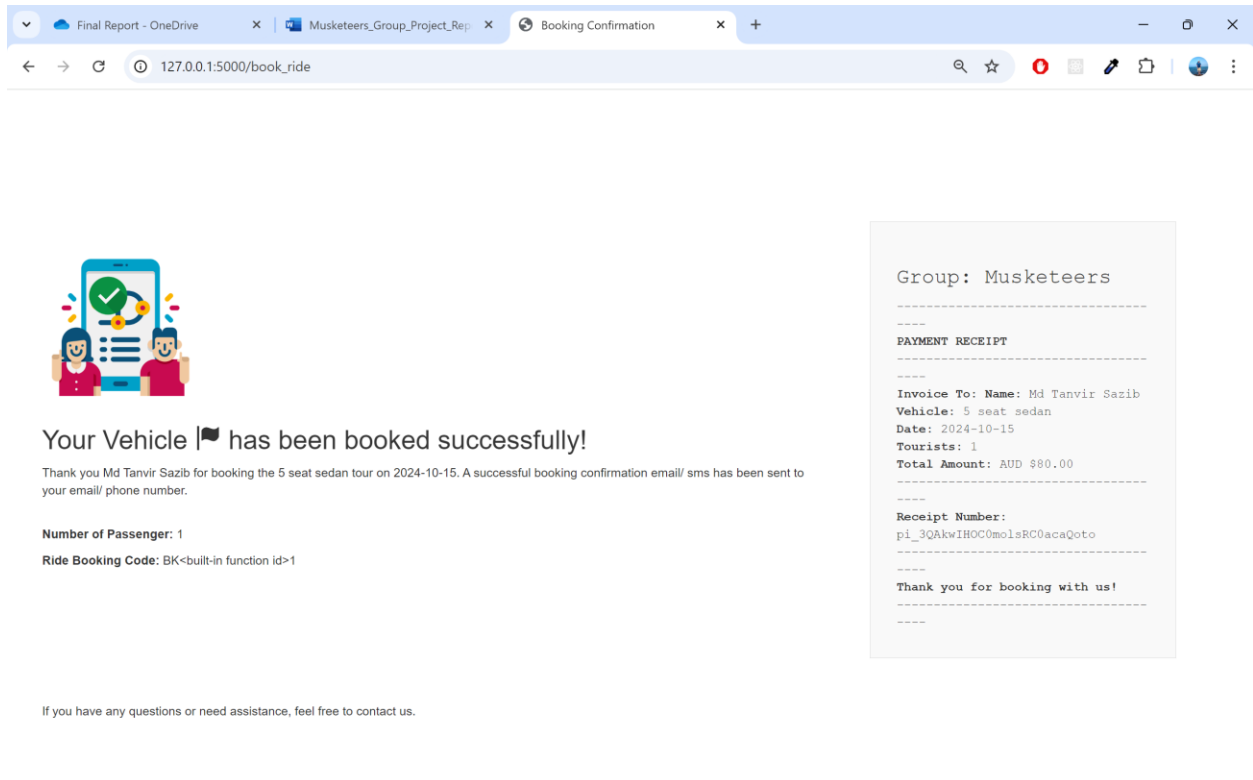 Final Report - OneDrive
Musketeers_Group_Project_Rep
Booking Confirmation
127.0.0.1:5000/book_ride
Your Vehicle has been booked successfully!
Thank you Md Tanvir Sazib for booking the 5 seat sedan tour on 2024-10-15. A successful booking confirmation email/ sms has been sent to
your email/ phone number.
Number of Passenger: 1
Ride Booking Code: BK<built-in function id>1
If you have any questions or need assistance, feel free to contact us.
Group: Musketeers
----------------------------------
----
PAYMENT RECEIPT
----------------------------------
----
Invoice To: Name: Md Tanvir Sazib
Vehicle: 5 seat sedan
Date: 2024-10-15
Tourists: 1
Total Amount: AUD $80.00
----------------------------------
----
Receipt Number:
pi_3QAkwIHOC0molsRC0acaQoto
----------------------------------
----
Thank you for booking with us!
----------------------------------
----